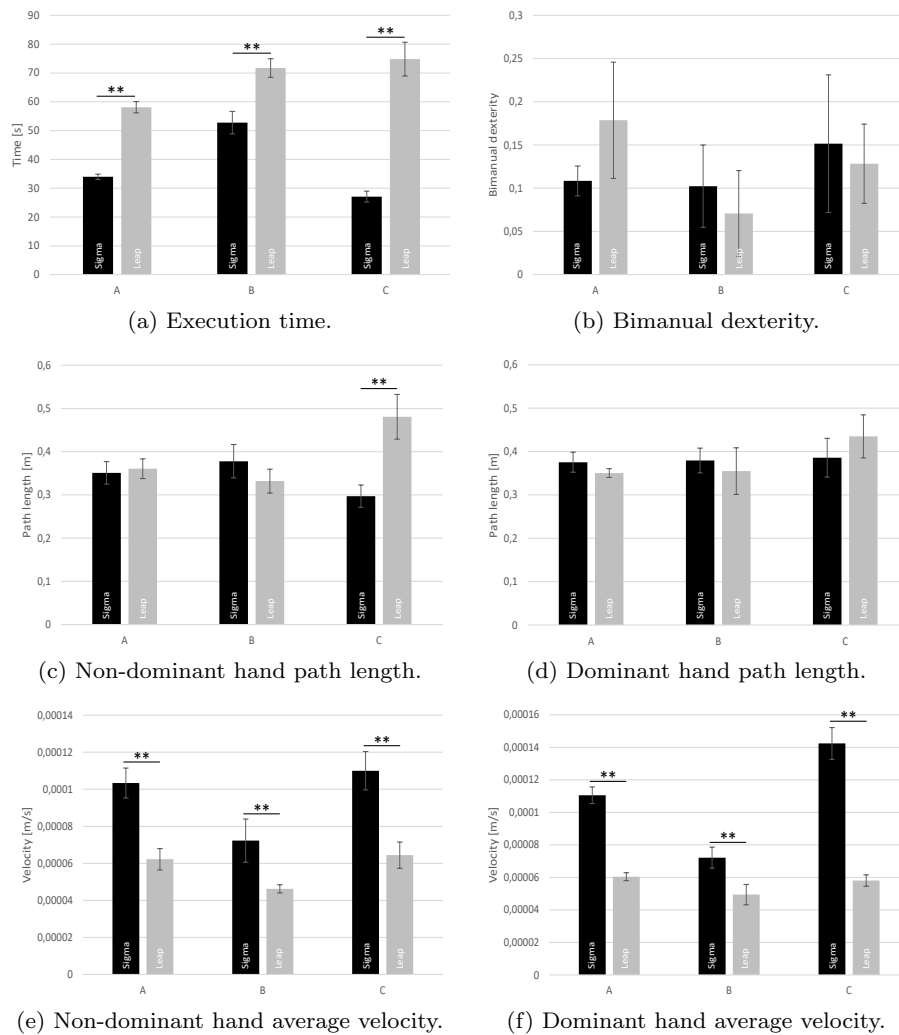 90
80
70
60
50
40
30
20
10
0
Time [s]
**
**
**
Sigma
Leap
Sigma
Leap
Sigma
Leap
A
B
C
(a) Execution time.
0,3
0,25
0,2
0,15
0,1
0,05
0
Bimanual dexterity
Sigma
Leap
Sigma
Leap
Sigma
Leap
A
B
C
(b) Bimanual dexterity.
0,6
0,5
0,4
0,3
0,2
0,1
0
Path length [m]
**
Sigma
Leap
Sigma
Leap
Sigma
Leap
A
B
C
(c) Non-dominant hand path length.
0,6
0,5
0,4
0,3
0,2
0,1
0
Path length [m]
Sigma
Leap
Sigma
Leap
Sigma
Leap
A
B
C
(d) Dominant hand path length.
0,00014
0,00012
0,0001
0,00008
0,00006
0,00004
0,00002
0
Velocity [m/s]
**
**
**
Sigma
Leap
Sigma
Leap
Sigma
Leap
A
B
C
(e) Non-dominant hand average velocity.
0,00016
0,00014
0,00012
0,0001
0,00008
0,00006
0,00004
0,00002
0
Velocity [m/s]
**
**
**
Sigma
Leap
Sigma
Leap
Sigma
Leap
A
B
C
(f) Dominant hand average velocity.